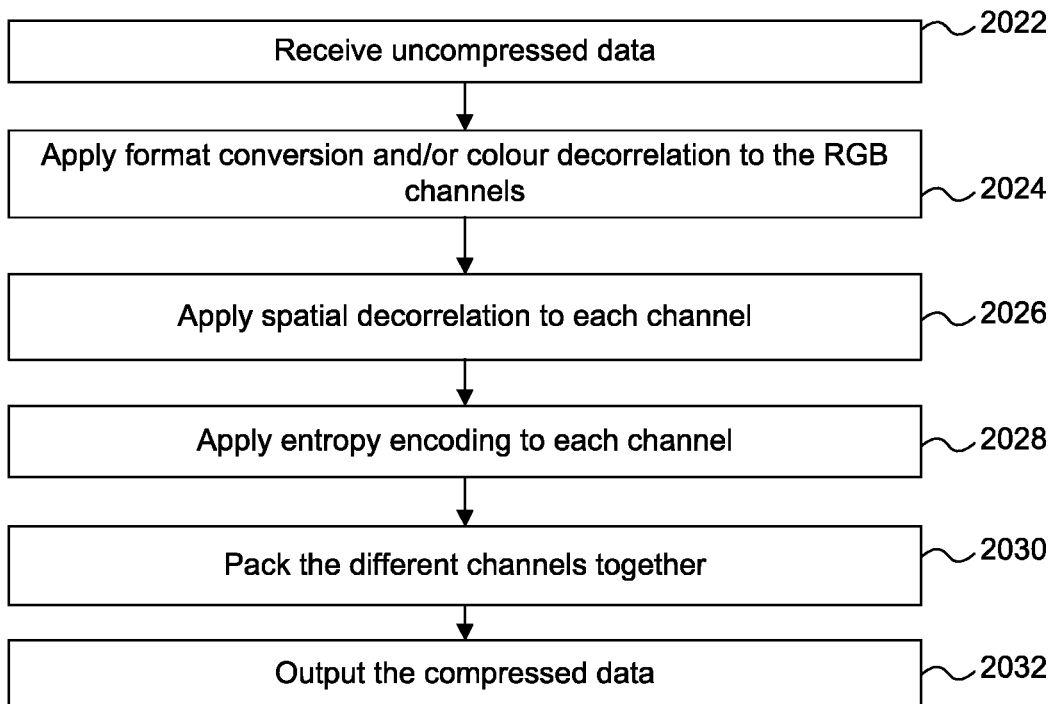 Receive uncompressed data
2022
Apply format conversion and/or colour decorrelation to the RGB
channels
2024
Apply spatial decorrelation to each channel
2026
Apply entropy encoding to each channel
2028
Pack the different channels together
2030
Output the compressed data
2032